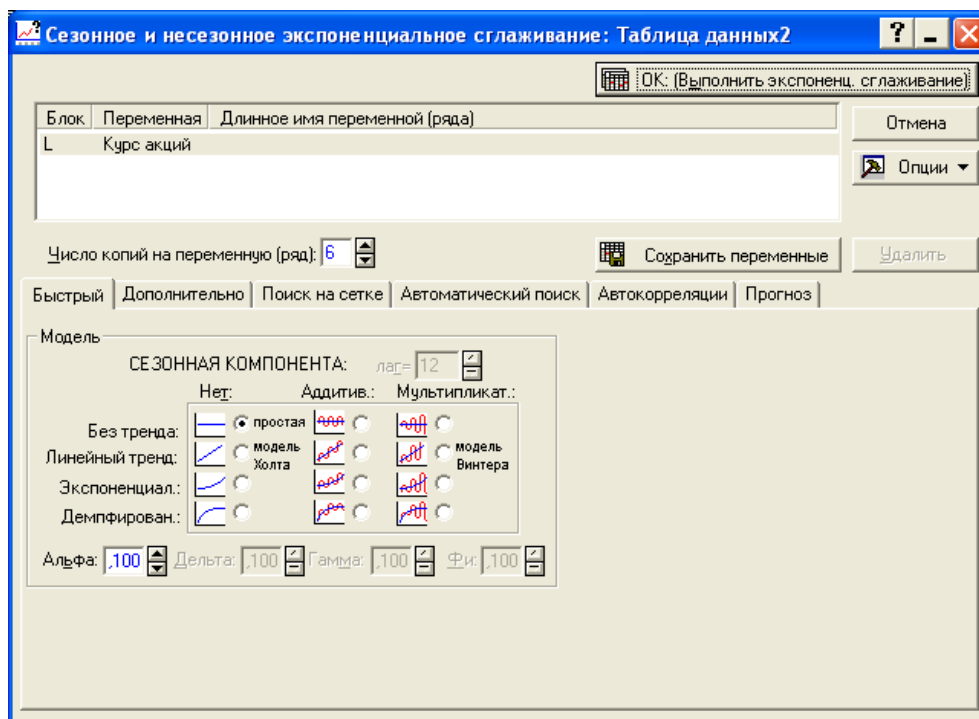 Сезонное и несезонное экспоненциальное сглаживание: Таблица данных2
ОК: (Выполнить экспоненц. сглаживание)
Блок Переменная Длинное имя переменной (ряда)
L Курс акций
Отмена
Опции
Число копий на переменную (ряд): 6
Сохранить переменные
Удалить
Быстрый Дополнительно Поиск на сетке Автоматический поиск Автокорреляции Прогноз
Модель
СЕЗОННАЯ КОМПОНЕНТА: лаг= 12
Нет: Аддитив.: Мультипликат.:
Без тренда: простая
Линейный тренд: модель Холта модель Винтера
Экспоненциал.:
Демпфирован.:
Альфа: ,100 Дельта: ,100 Гамма: ,100 Фи: ,100